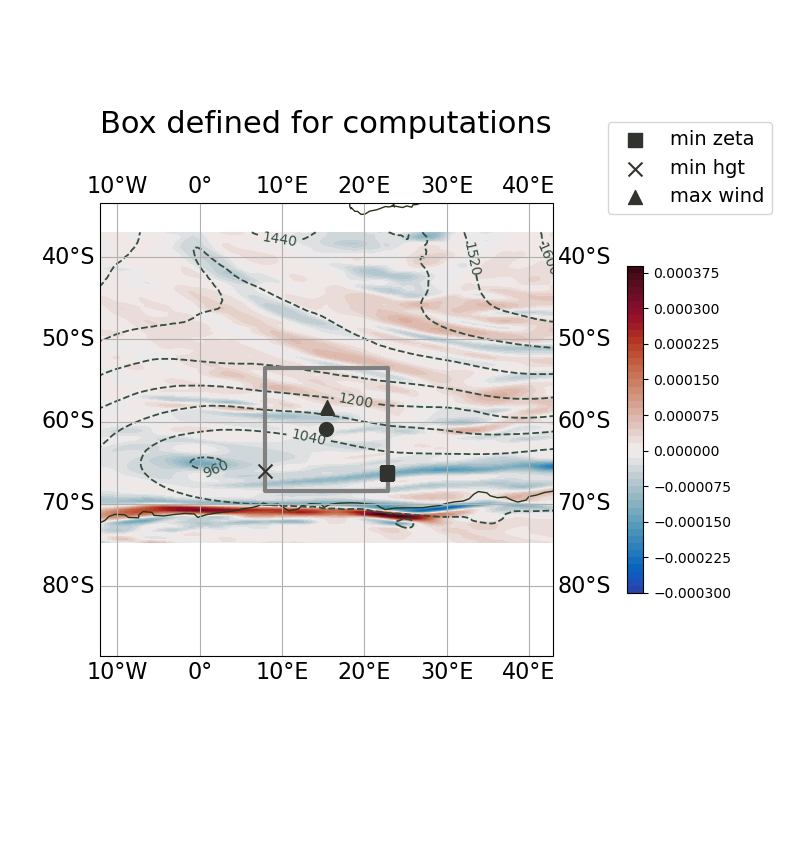 Box defined for computations
min zeta
min hgt
max wind
10°W 0° 10°E 20°E 30°E 40°E
1440
1520
1600
40°S 40°S
50°S 50°S
1200
60°S 60°S
1040
960
70°S 70°S
80°S 80°S
10°W 0° 10°E 20°E 30°E 40°E
0.000375
0.000300
0.000225
0.000150
0.000075
0.000000
−0.000075
−0.000150
−0.000225
−0.000300